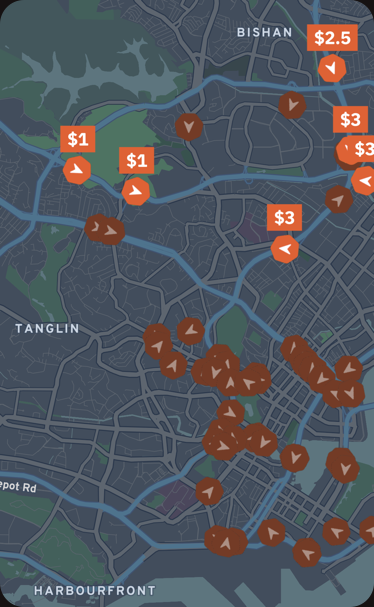 BISHAN
$2.5
$3
$3
$1
$1
$3
TANGLIN
epot Rd
HARBOURFRONT